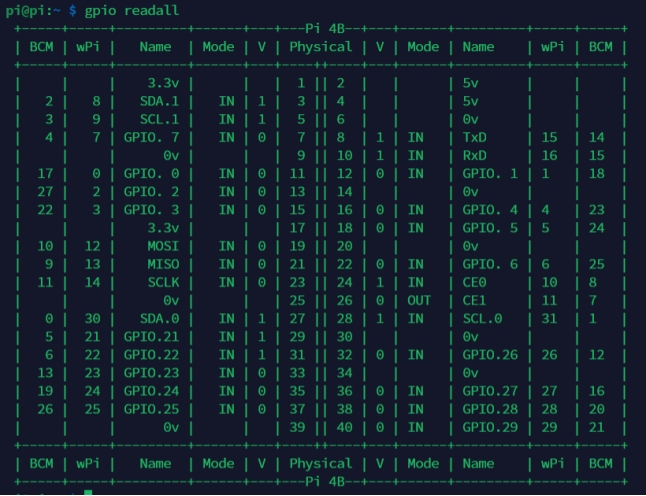 pi@pi:~ $ gpio readall
 +-----+-----+---------+------+---+---Pi 4B--+---+------+---------+-----+-----+
 | BCM | wPi |   Name  | Mode | V | Physical | V | Mode | Name    | wPi | BCM |
 +-----+-----+---------+------+---+----++----+---+------+---------+-----+-----+
 |     |     |    3.3v |      |   |  1 || 2  |   |      | 5v      |     |     |
 |   2 |   8 |   SDA.1 |   IN | 1 |  3 || 4  |   |      | 5v      |     |     |
 |   3 |   9 |   SCL.1 |   IN | 1 |  5 || 6  |   |      | 0v      |     |     |
 |   4 |   7 | GPIO. 7 |   IN | 0 |  7 || 8  | 1 | IN   | TxD     | 15  | 14  |
 |     |     |      0v |      |   |  9 || 10 | 1 | IN   | RxD     | 16  | 15  |
 |  17 |   0 | GPIO. 0 |   IN | 0 | 11 || 12 | 0 | IN   | GPIO. 1 | 1   | 18  |
 |  27 |   2 | GPIO. 2 |   IN | 0 | 13 || 14 |   |      | 0v      |     |     |
 |  22 |   3 | GPIO. 3 |   IN | 0 | 15 || 16 | 0 | IN   | GPIO. 4 | 4   | 23  |
 |     |     |    3.3v |      |   | 17 || 18 | 0 | IN   | GPIO. 5 | 5   | 24  |
 |  10 |  12 |    MOSI |   IN | 0 | 19 || 20 |   |      | 0v      |     |     |
 |   9 |  13 |    MISO |   IN | 0 | 21 || 22 | 0 | IN   | GPIO. 6 | 6   | 25  |
 |  11 |  14 |    SCLK |   IN | 0 | 23 || 24 | 1 | IN   | CE0     | 10  | 8   |
 |     |     |      0v |      |   | 25 || 26 | 0 | OUT  | CE1     | 11  | 7   |
 |   0 |  30 |   SDA.0 |   IN | 1 | 27 || 28 | 1 | IN   | SCL.0   | 31  | 1   |
 |   5 |  21 | GPIO.21 |   IN | 1 | 29 || 30 |   |      | 0v      |     |     |
 |   6 |  22 | GPIO.22 |   IN | 1 | 31 || 32 | 0 | IN   | GPIO.26 | 26  | 12  |
 |  13 |  23 | GPIO.23 |   IN | 0 | 33 || 34 |   |      | 0v      |     |     |
 |  19 |  24 | GPIO.24 |   IN | 0 | 35 || 36 | 0 | IN   | GPIO.27 | 27  | 16  |
 |  26 |  25 | GPIO.25 |   IN | 0 | 37 || 38 | 0 | IN   | GPIO.28 | 28  | 20  |
 |     |     |      0v |      |   | 39 || 40 | 0 | IN   | GPIO.29 | 29  | 21  |
 +-----+-----+---------+------+---+----++----+---+------+---------+-----+-----+
 | BCM | wPi |   Name  | Mode | V | Physical | V | Mode | Name    | wPi | BCM |
 +-----+-----+---------+------+---+---Pi 4B--+---+------+---------+-----+-----+